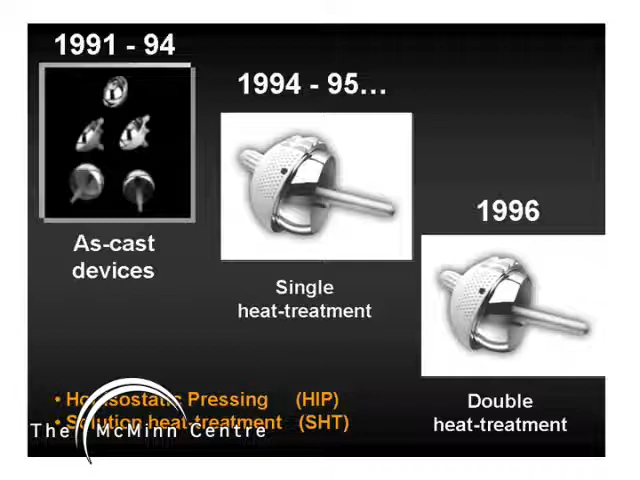 1991 - 94
1994 - 95...
1996
As-cast
devices
Single
heat-treatment
Double
heat-treatment
• Hot Isostatic Pressing (HIP)
• Solution heat-treatment (SHT)
The McMinn Centre